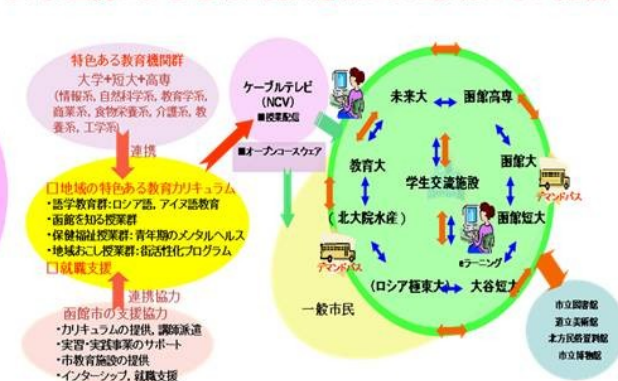 特色ある教育機関群
大学+短大+高専
(情報系, 自然科学系, 教育学系,
商業系, 食物栄養系, 介護系, 教
養系, 工学系)
連携
□地域の特色ある教育カリキュラム
・語学教育群: ロシア語, アイヌ語教育
・函館を知る授業群
・保健福祉授業群: 青年期のメンタルヘルス
・地域おこし授業群: 街活性化プログラム
□就職支援
連携協力
函館市の支援協力
・カリキュラムの提供, 講師派遣
・実習・実践事業のサポート
・市教育施設の提供
・インターシップ, 就職支援
ケーブルテレビ
(NCV)
■授業配信
■オープンコースウェア
一般市民
未来大
函館高専
教育大
函館大
学生交流施設
デマンドバス
(北大院水産)
函館短大
eラーニング
デマンドバス
(ロシア極東大)
大谷短大
市立図書館
道立美術館
北方民俗資料館
市立博物館